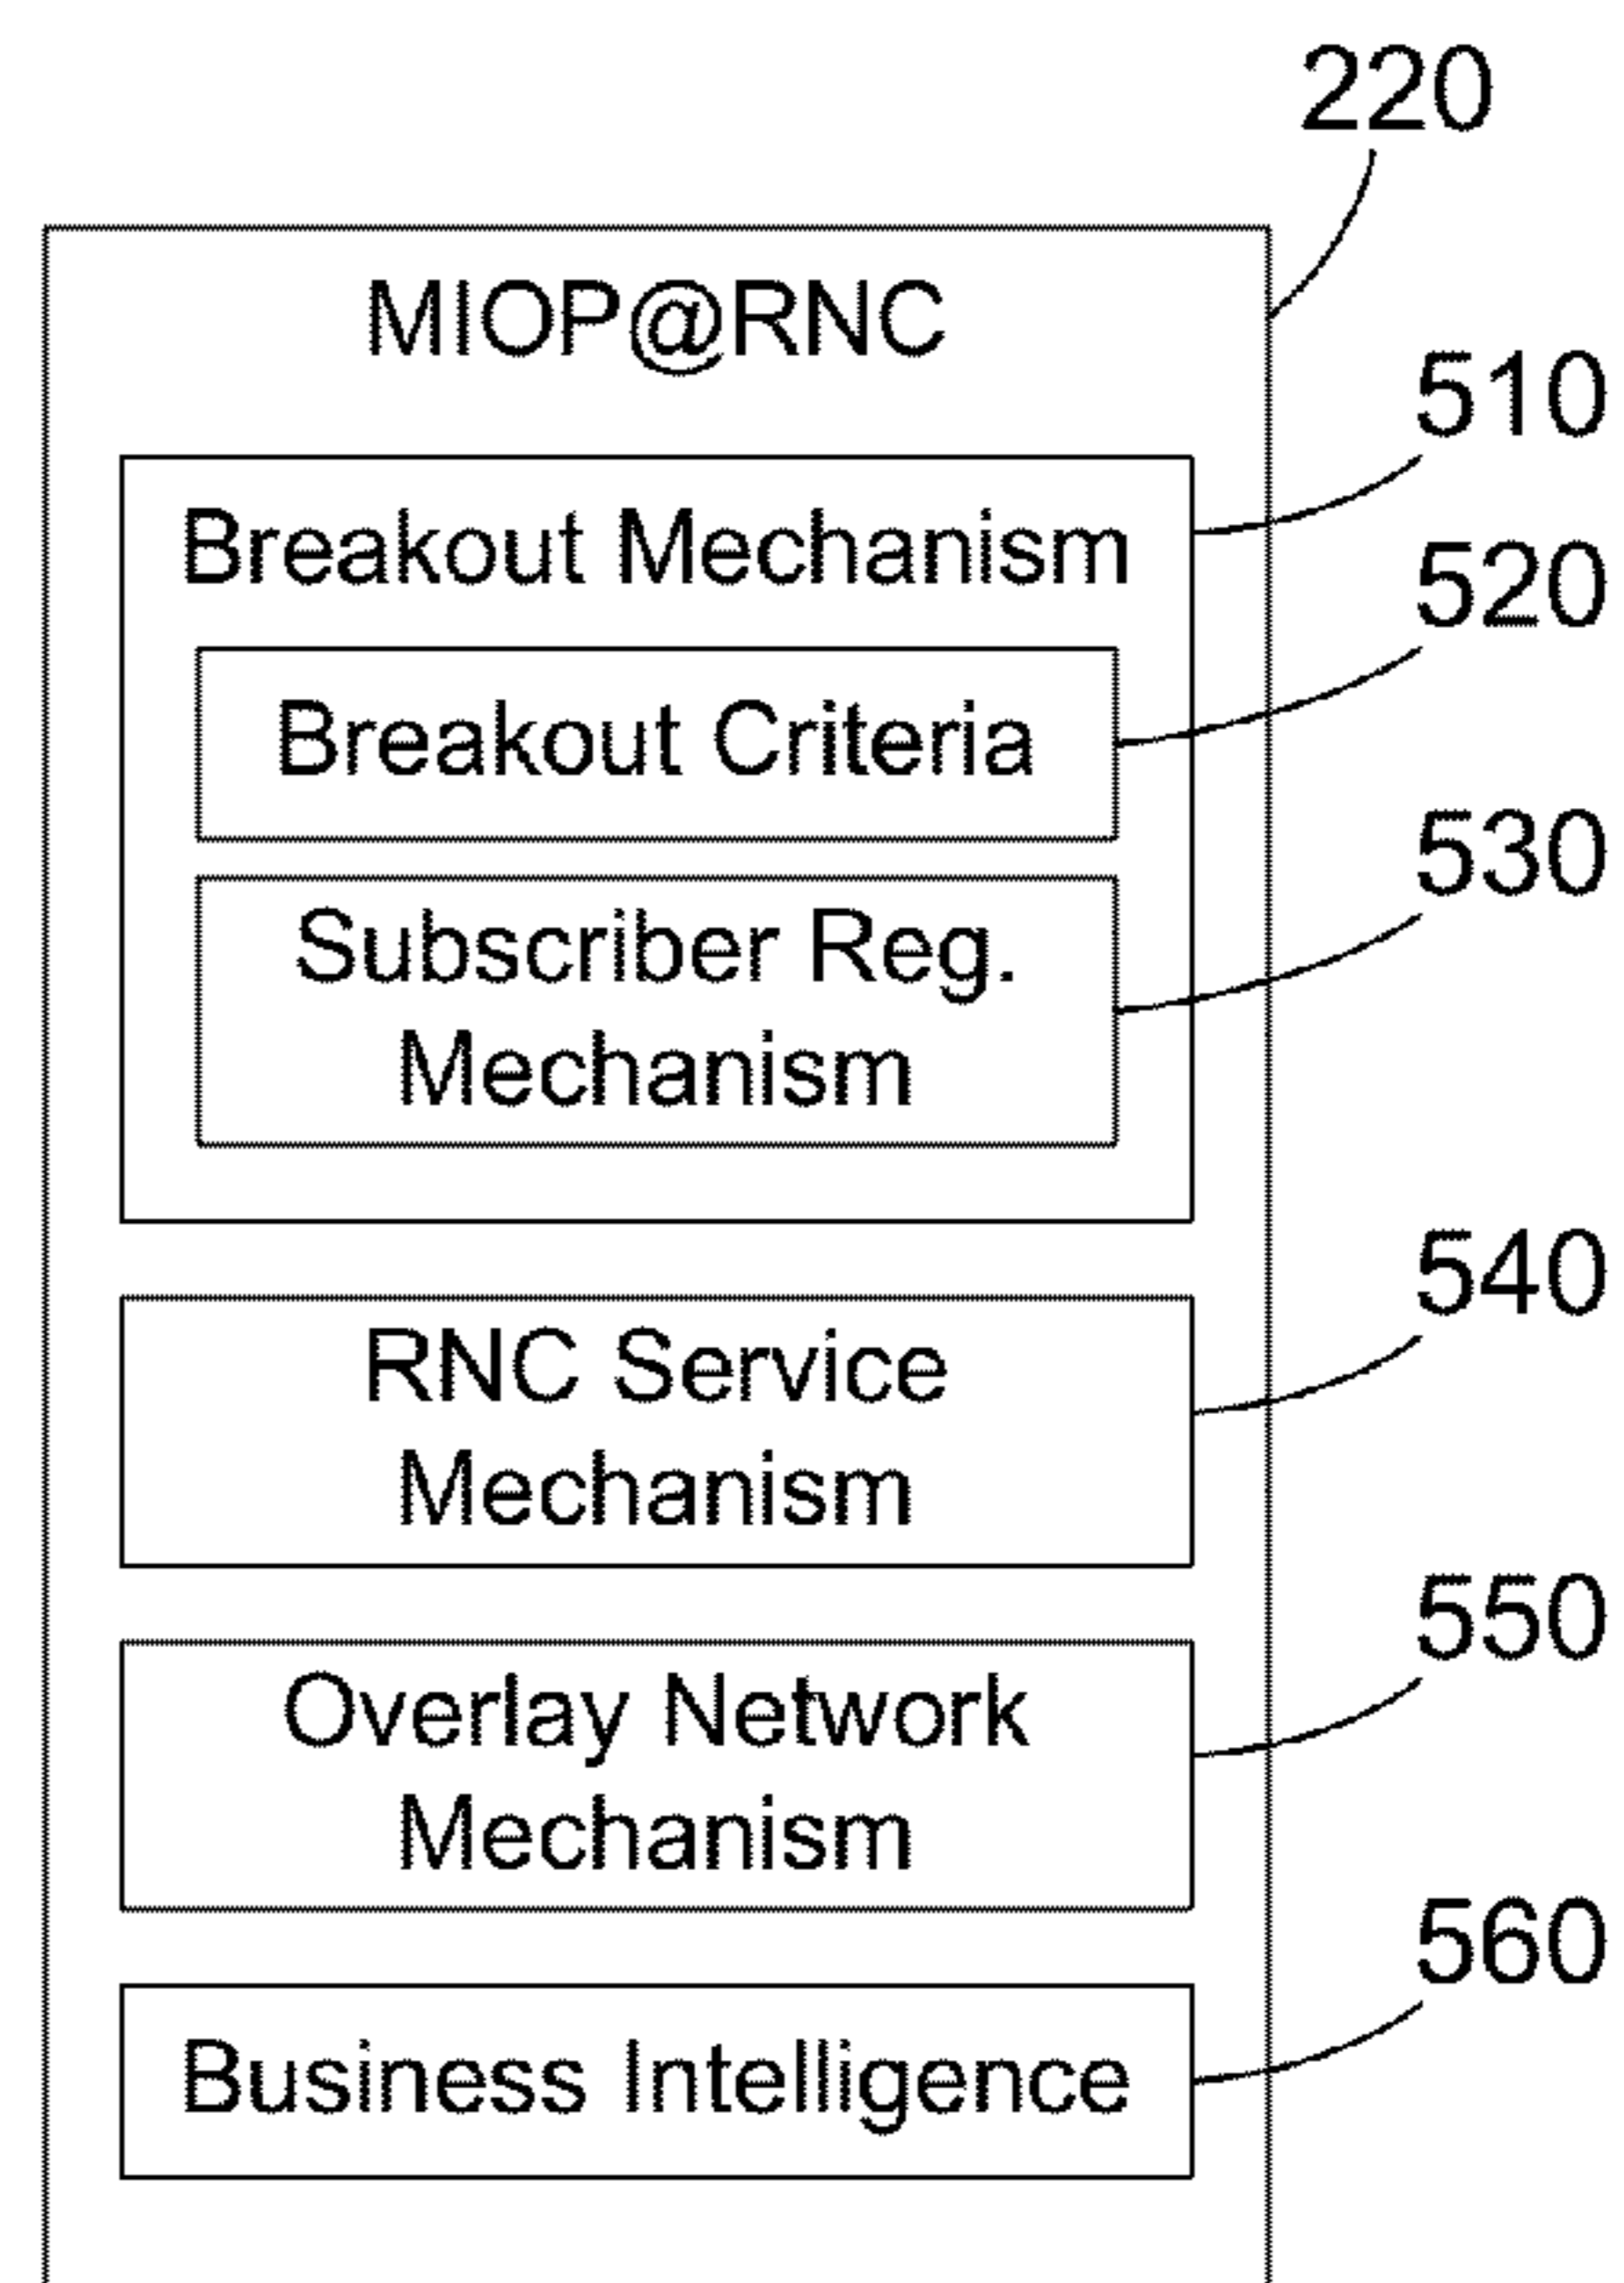 220
MIOP@RNC
510
Breakout Mechanism
520
Breakout Criteria
530
Subscriber Reg.
Mechanism
540
RNC Service
Mechanism
550
Overlay Network
Mechanism
560
Business Intelligence